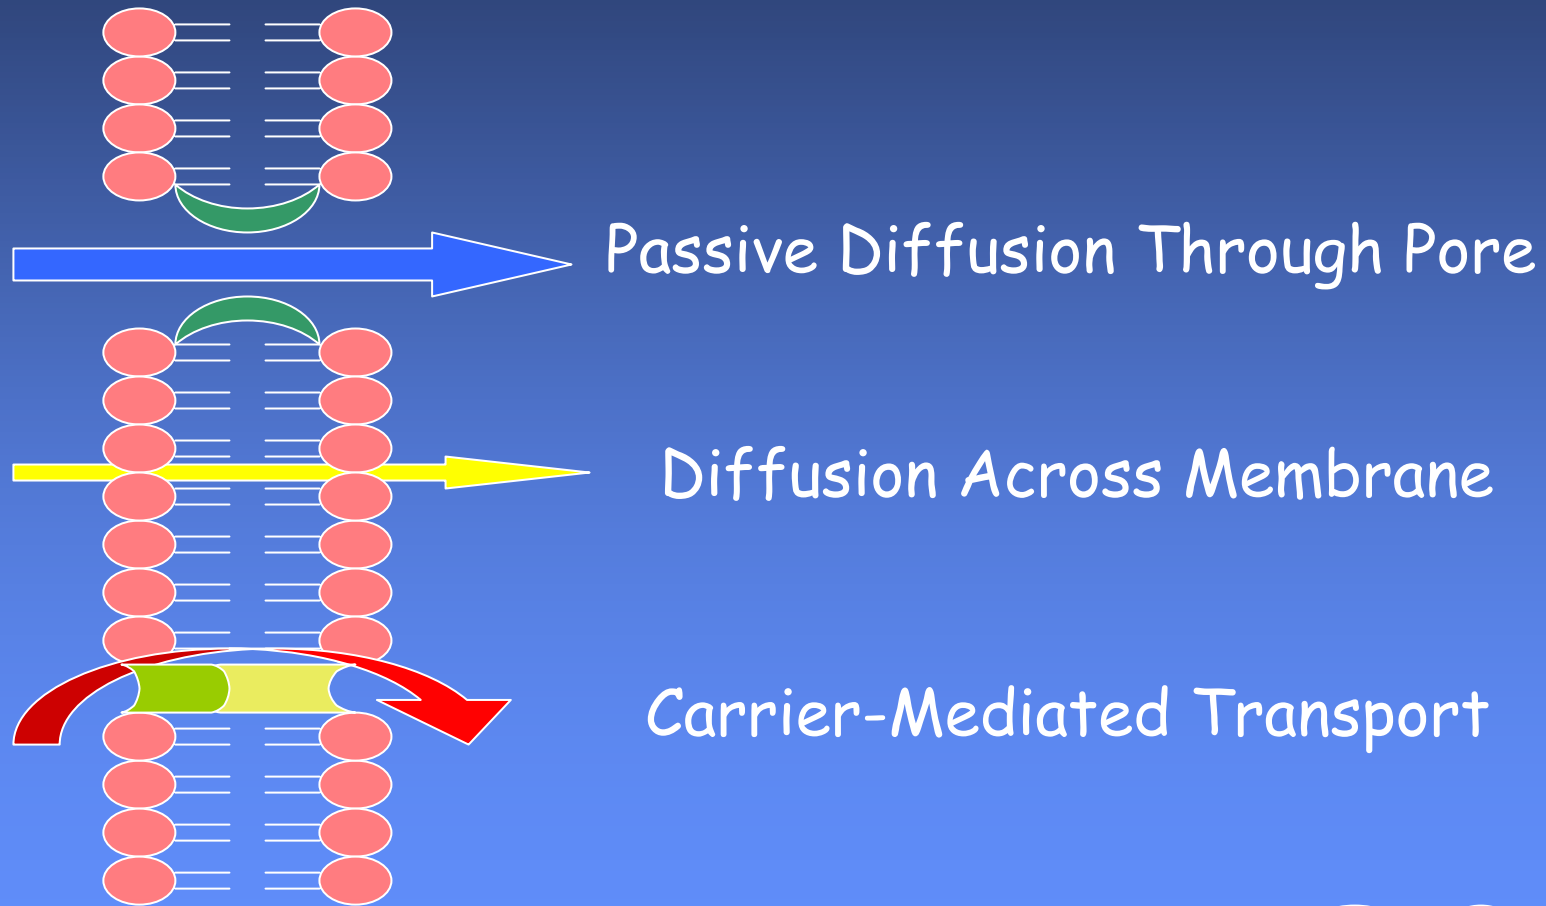 Passive Diffusion Through Pore
Diffusion Across Membrane
Carrier-Mediated Transport